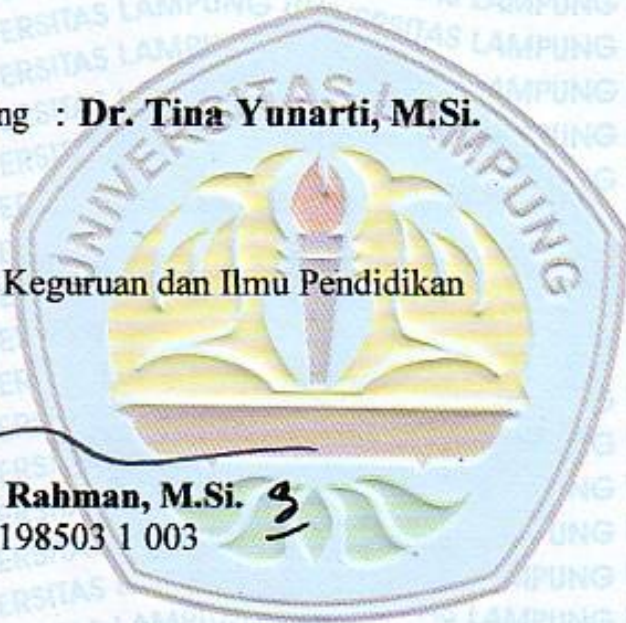 ng : Dr. Tina Yunarti, M.Si.
UNIVERSITAS LAMPUNG
Keguruan dan Ilmu Pendidikan
Rahman, M.Si.
198503 1 003